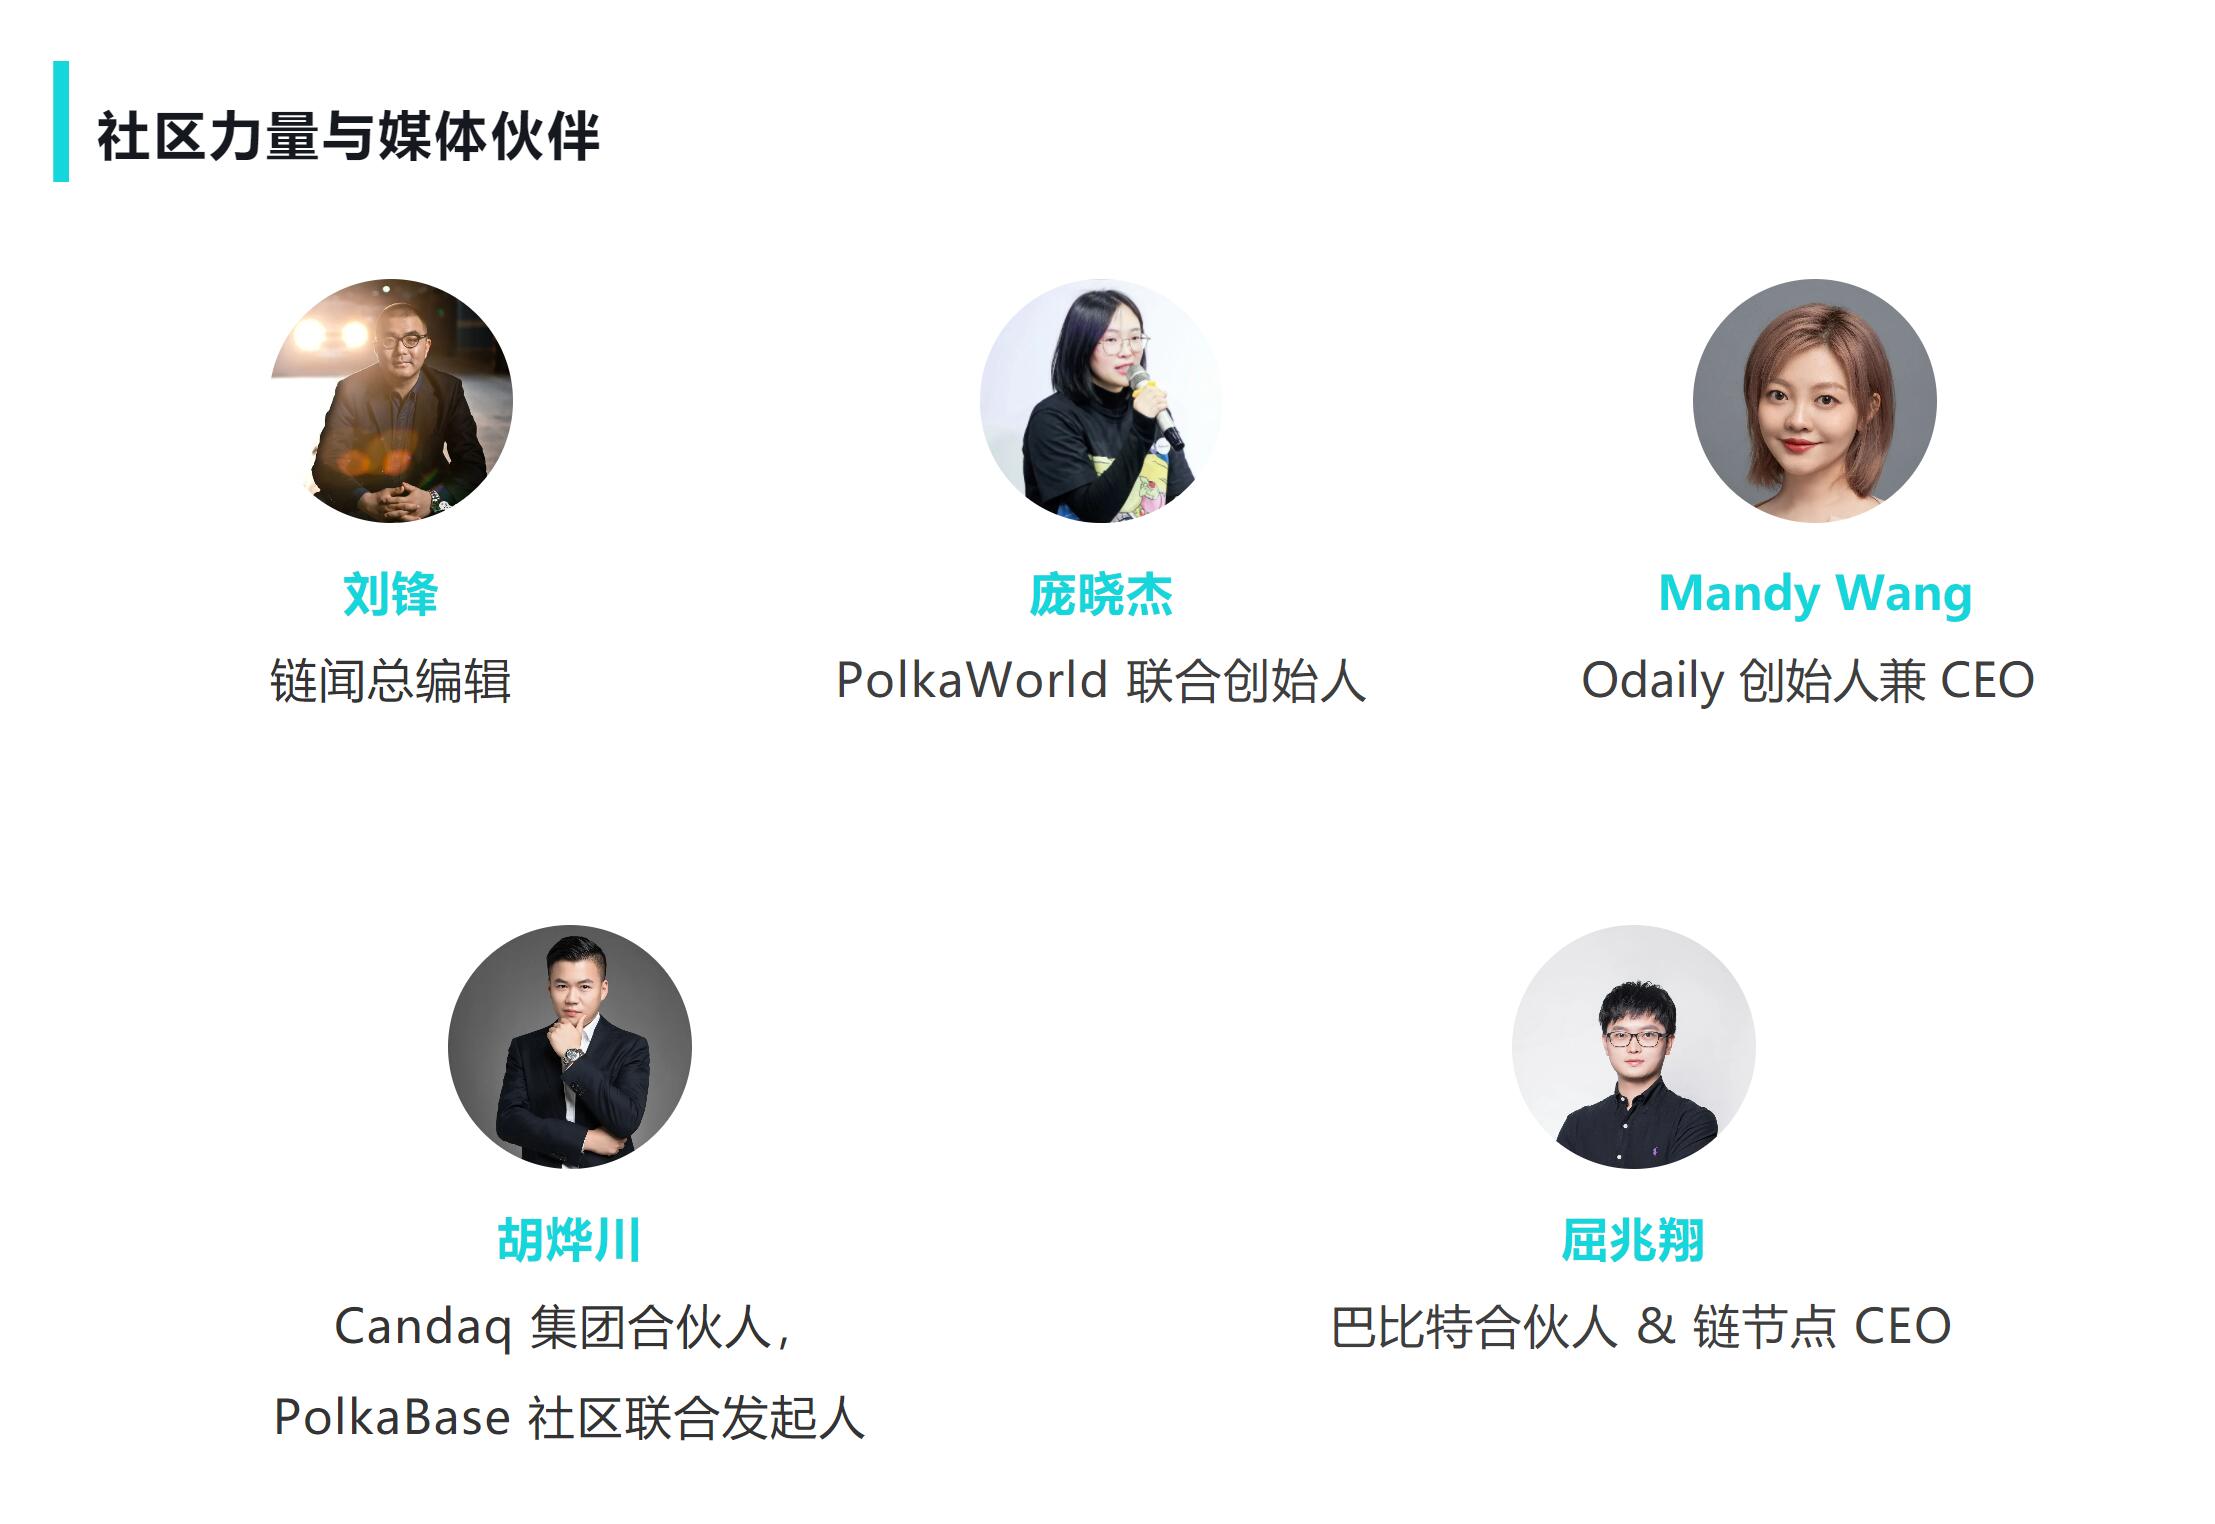 社区力量与媒体伙伴
刘锋
链闻总编辑
庞晓杰
PolkaWorld 联合创始人
Mandy Wang
Odaily 创始人兼 CEO
胡烨川
Candaq 集团合伙人，
PolkaBase 社区联合发起人
屈兆翔
巴比特合伙人 & 链节点 CEO